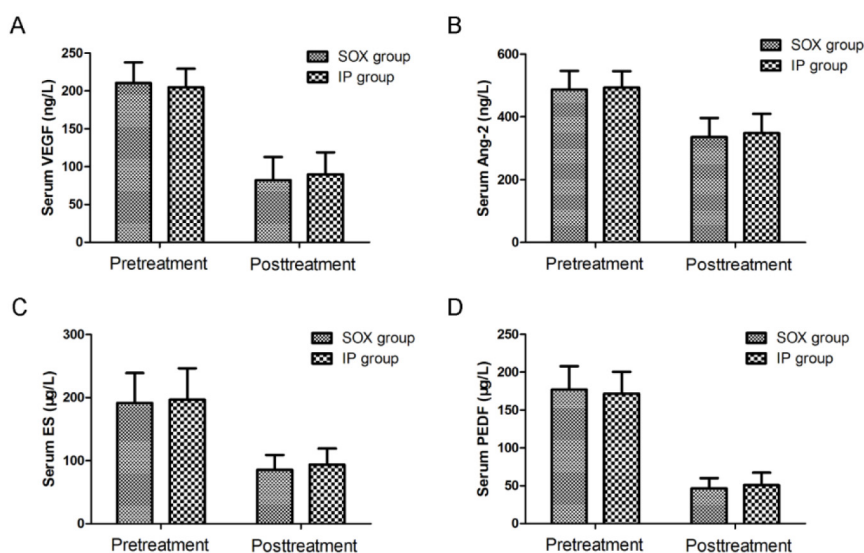 A
Serum VEGF (ng/L)
250
200
150
100
50
0
SOX group
IP group
Pretreatment
Posttreatment
B
Serum Ang-2 (ng/L)
600
400
200
0
SOX group
IP group
Pretreatment
Posttreatment
C
Serum ES (μg/L)
300
200
100
0
SOX group
IP group
Pretreatment
Posttreatment
D
Serum PEDF (μg/L)
250
200
150
100
50
0
SOX group
IP group
Pretreatment
Posttreatment